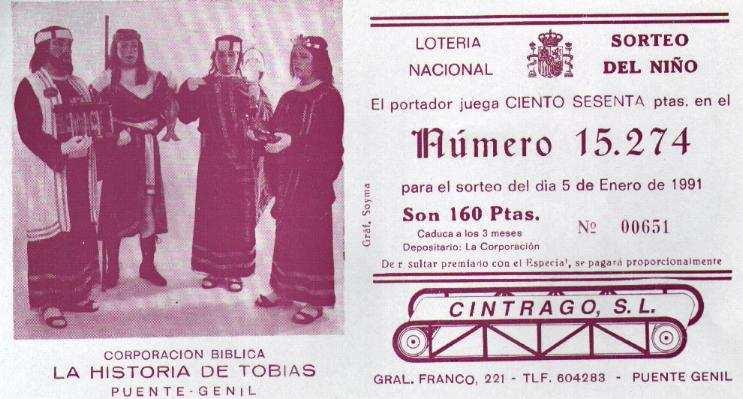 CORPORACION BIBLICA
LA HISTORIA DE TOBIAS
PUENTE-GENIL
LOTERIA NACIONAL
SORTEO DEL NIÑO
El portador juega CIENTO SESENTA ptas. en el
Número 15.274
para el sorteo del dia 5 de Enero de 1991
Son 160 Ptas.
Caduca a los 3 meses
Depositario: La Corporación
Nº 00651
De r sultar premiado con el Especial, se pagará proporcionalmente
Gráf. Soyma
CINTRAGO, S.L.
GRAL. FRANCO, 221 - TLF. 604283 - PUENTE GENIL